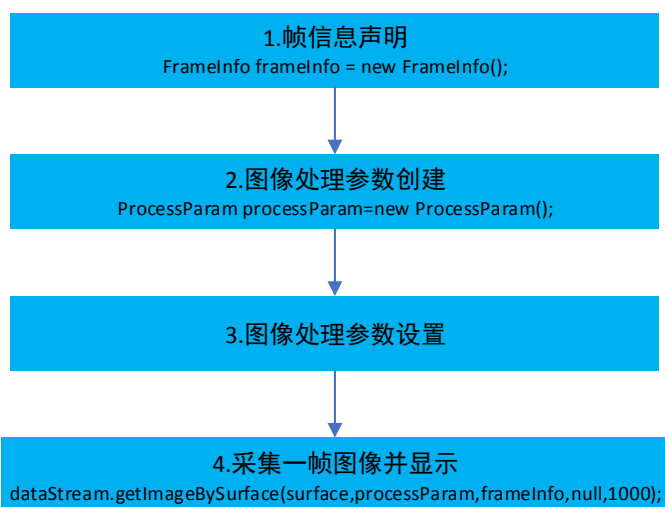 1.帧信息声明
FrameInfo frameInfo = new FrameInfo();
2.图像处理参数创建
ProcessParam processParam=new ProcessParam();
3.图像处理参数设置
4.采集一帧图像并显示
dataStream.getImageBySurface(surface,processParam,frameInfo,null,1000);